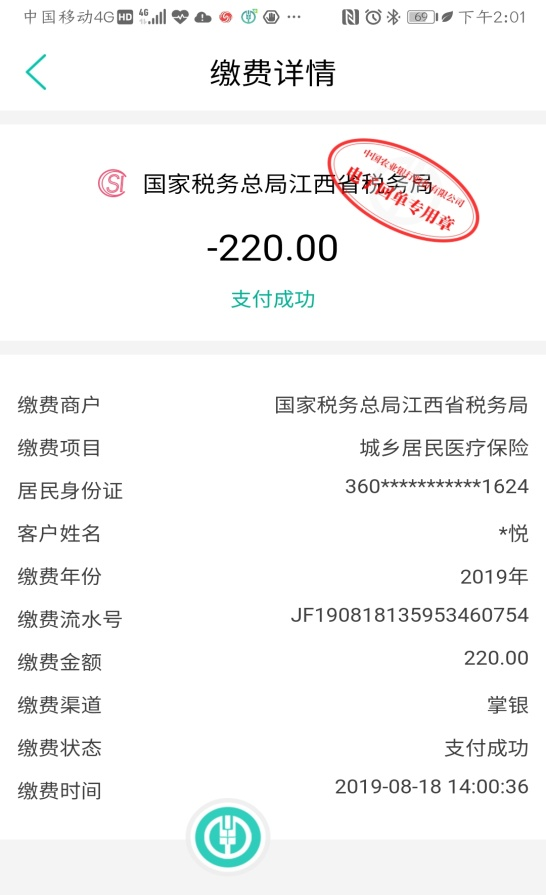 中国移动4G HD 4G 69 下午2:01
缴费详情
国家税务总局江西省税务局
中国农业银行股份有限公司
电子回单专用章
-220.00
支付成功
缴费商户 国家税务总局江西省税务局
缴费项目 城乡居民医疗保险
居民身份证 360***********1624
客户姓名 *悦
缴费年份 2019年
缴费流水号 JF190818135953460754
缴费金额 220.00
缴费渠道 掌银
缴费状态 支付成功
缴费时间 2019-08-18 14:00:36